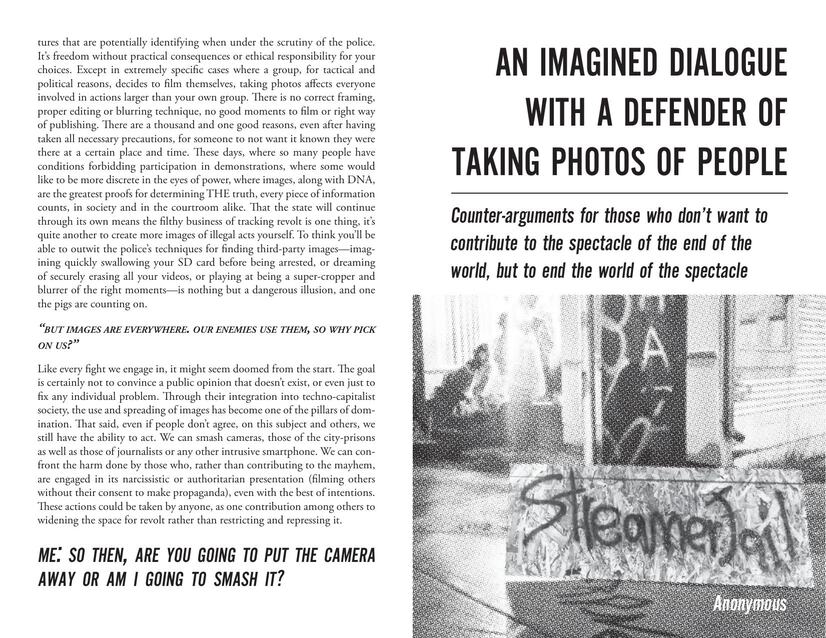 tures that are potentially identifying when under the scrutiny of the police.
It’s freedom without practical consequences or ethical responsibility for your
choices. Except in extremely specific cases where a group, for tactical and
political reasons, decides to film themselves, taking photos affects everyone
involved in actions larger than your own group. There is no correct framing,
proper editing or blurring technique, no good moments to film or right way
of publishing. There are a thousand and one good reasons, even after having
taken all necessary precautions, for someone to not want it known they were
there at a certain place and time. These days, where so many people have
conditions forbidding participation in demonstrations, where some would
like to be more discrete in the eyes of power, where images, along with DNA,
are the greatest proofs for determining THE truth, every piece of information
counts, in society and in the courtroom alike. That the state will continue
through its own means the filthy business of tracking revolt is one thing, it’s
quite another to create more images of illegal acts yourself. To think you’ll be
able to outwit the police’s techniques for finding third-party images—imag-
ining quickly swallowing your SD card before being arrested, or dreaming
of securely erasing all your videos, or playing at being a super-cropper and
blurrer of the right moments—is nothing but a dangerous illusion, and one
the pigs are counting on.
“BUT IMAGES ARE EVERYWHERE. OUR ENEMIES USE THEM, SO WHY PICK
ON US?”
Like every fight we engage in, it might seem doomed from the start. The goal
is certainly not to convince a public opinion that doesn’t exist, or even just to
fix any individual problem. Through their integration into techno-capitalist
society, the use and spreading of images has become one of the pillars of dom-
ination. That said, even if people don’t agree, on this subject and others, we
still have the ability to act. We can smash cameras, those of the city-prisons
as well as those of journalists or any other intrusive smartphone. We can con-
front the harm done by those who, rather than contributing to the mayhem,
are engaged in its narcissistic or authoritarian presentation (filming others
without their consent to make propaganda), even with the best of intentions.
These actions could be taken by anyone, as one contribution among others to
widening the space for revolt rather than restricting and repressing it.
ME: SO THEN, ARE YOU GOING TO PUT THE CAMERA
AWAY OR AM I GOING TO SMASH IT?
AN IMAGINED DIALOGUE
WITH A DEFENDER OF
TAKING PHOTOS OF PEOPLE
Counter-arguments for those who don’t want to
contribute to the spectacle of the end of the
world, but to end the world of the spectacle
Streamer Jail
Anonymous